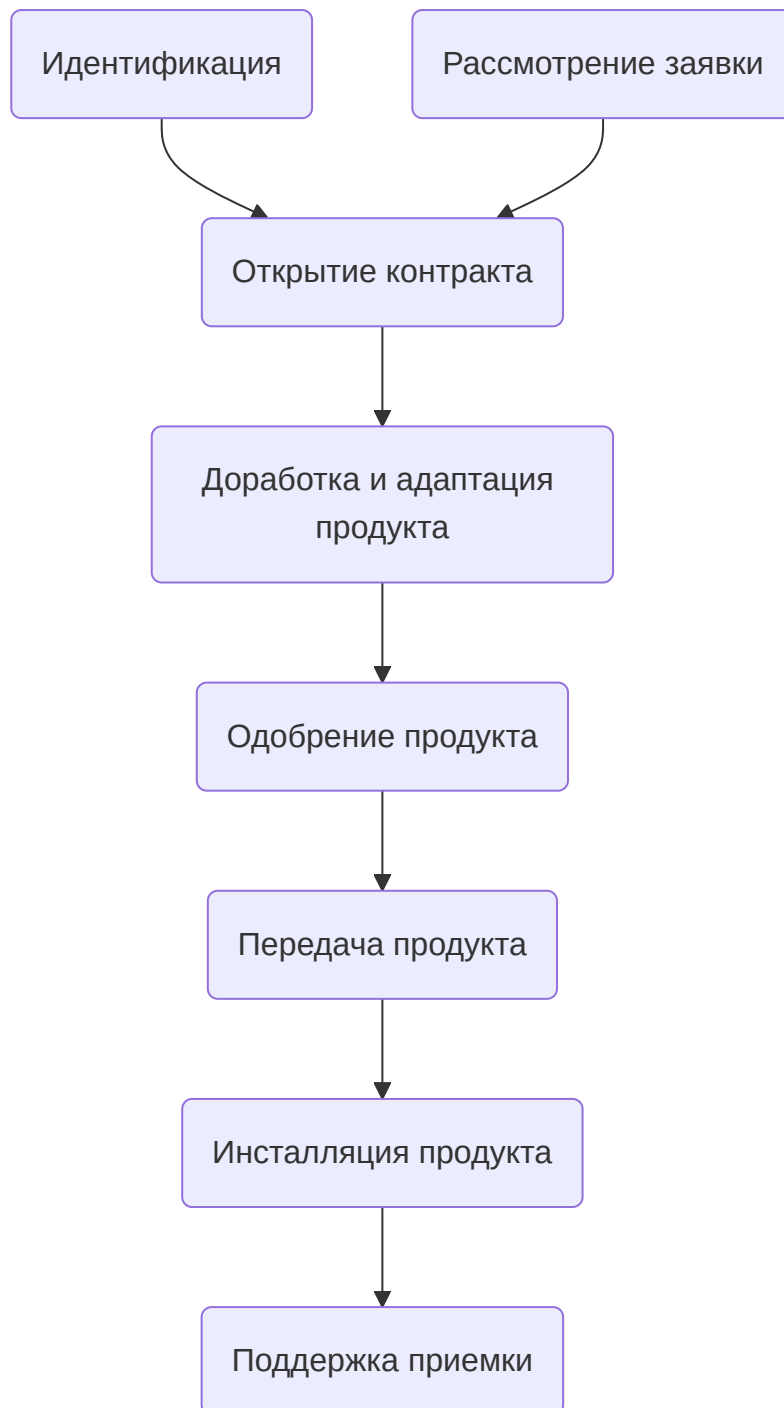 Идентификация
Рассмотрение заявки
Открытие контракта
Доработка и адаптация
продукта
Одобрение продукта
Передача продукта
Инсталляция продукта
Поддержка приемки